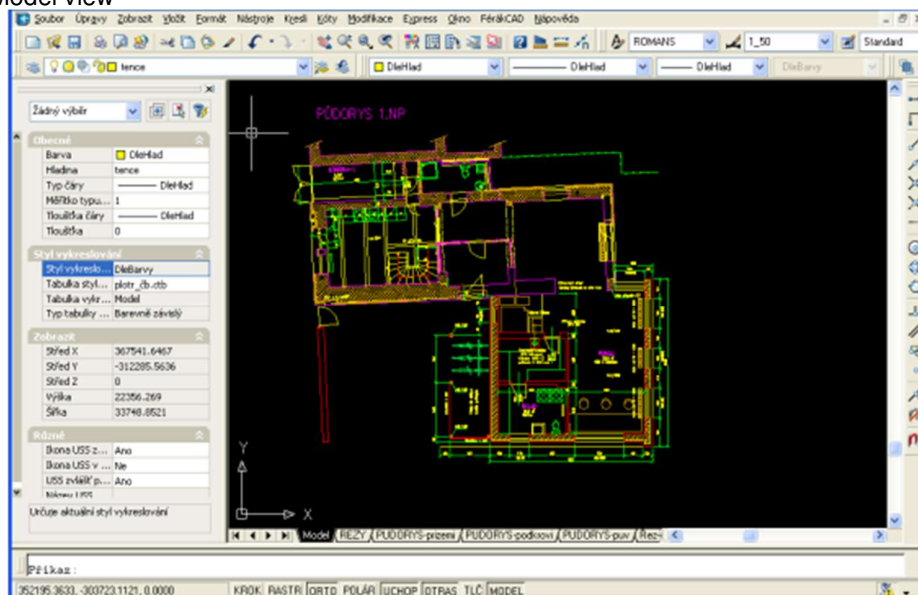 Model view
Soubor Úpravy Zobrazit Vložit Formát Nástroje Kresli Kóty Modifikace Express Okno FérákCAD Nápověda
ROMANS 1_50 Standard
tence DleHlad DleHlad DleHlad DleBarvy
Žádný výběr
Obecné
Barva DleHlad
Hladina tence
Typ čáry DleHlad
Měřítko typu... 1
Tloušťka čáry DleHlad
Tloušťka 0
Styl vykreslování
Styl vykreslo... DleBarvy
Tabulka styl... plotr_čb.ctb
Tabulka vykr... Model
Typ tabulky ... Barevně závislý
Zobrazit
Střed X 367541.6467
Střed Y -312285.5636
Střed Z 0
Výška 22356.269
Šířka 33748.8521
Různé
Ikona USS z... Ano
Ikona USS v ... Ne
USS zvlášť p... Ano
Název USS
Určuje aktuální styl vykreslování
PŮDORYS 1.NP
Y
X
Model REZY PUDORYS-prizemi PUDORYS-podkrovi PUDORYS-puv Rez
Příkaz:
352195.3633, -303723.1121, 0.0000 KROK RASTR ORTO POLÁR UCHOP OTRAS TLČ MODEL